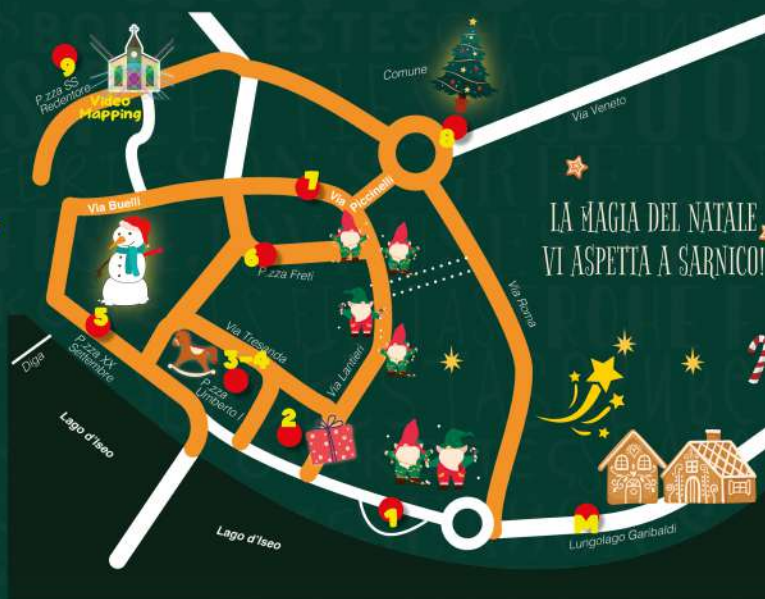 9
P.zza SS
Redentore
Video
Mapping
Comune
8
Via Veneto
7
Via Piccinelli
Via Buelli
LA MAGIA DEL NATALE
VI ASPETTA A SARNICO!
6
P.zza Freti
Via Roma
5
P.zza XX
Settembre
Via Tresanda
3-4
P.zza
Umberto I
Via Lantieri
Diga
2
Lago d'Iseo
1
M
Lungolago Garibaldi
Lago d'Iseo